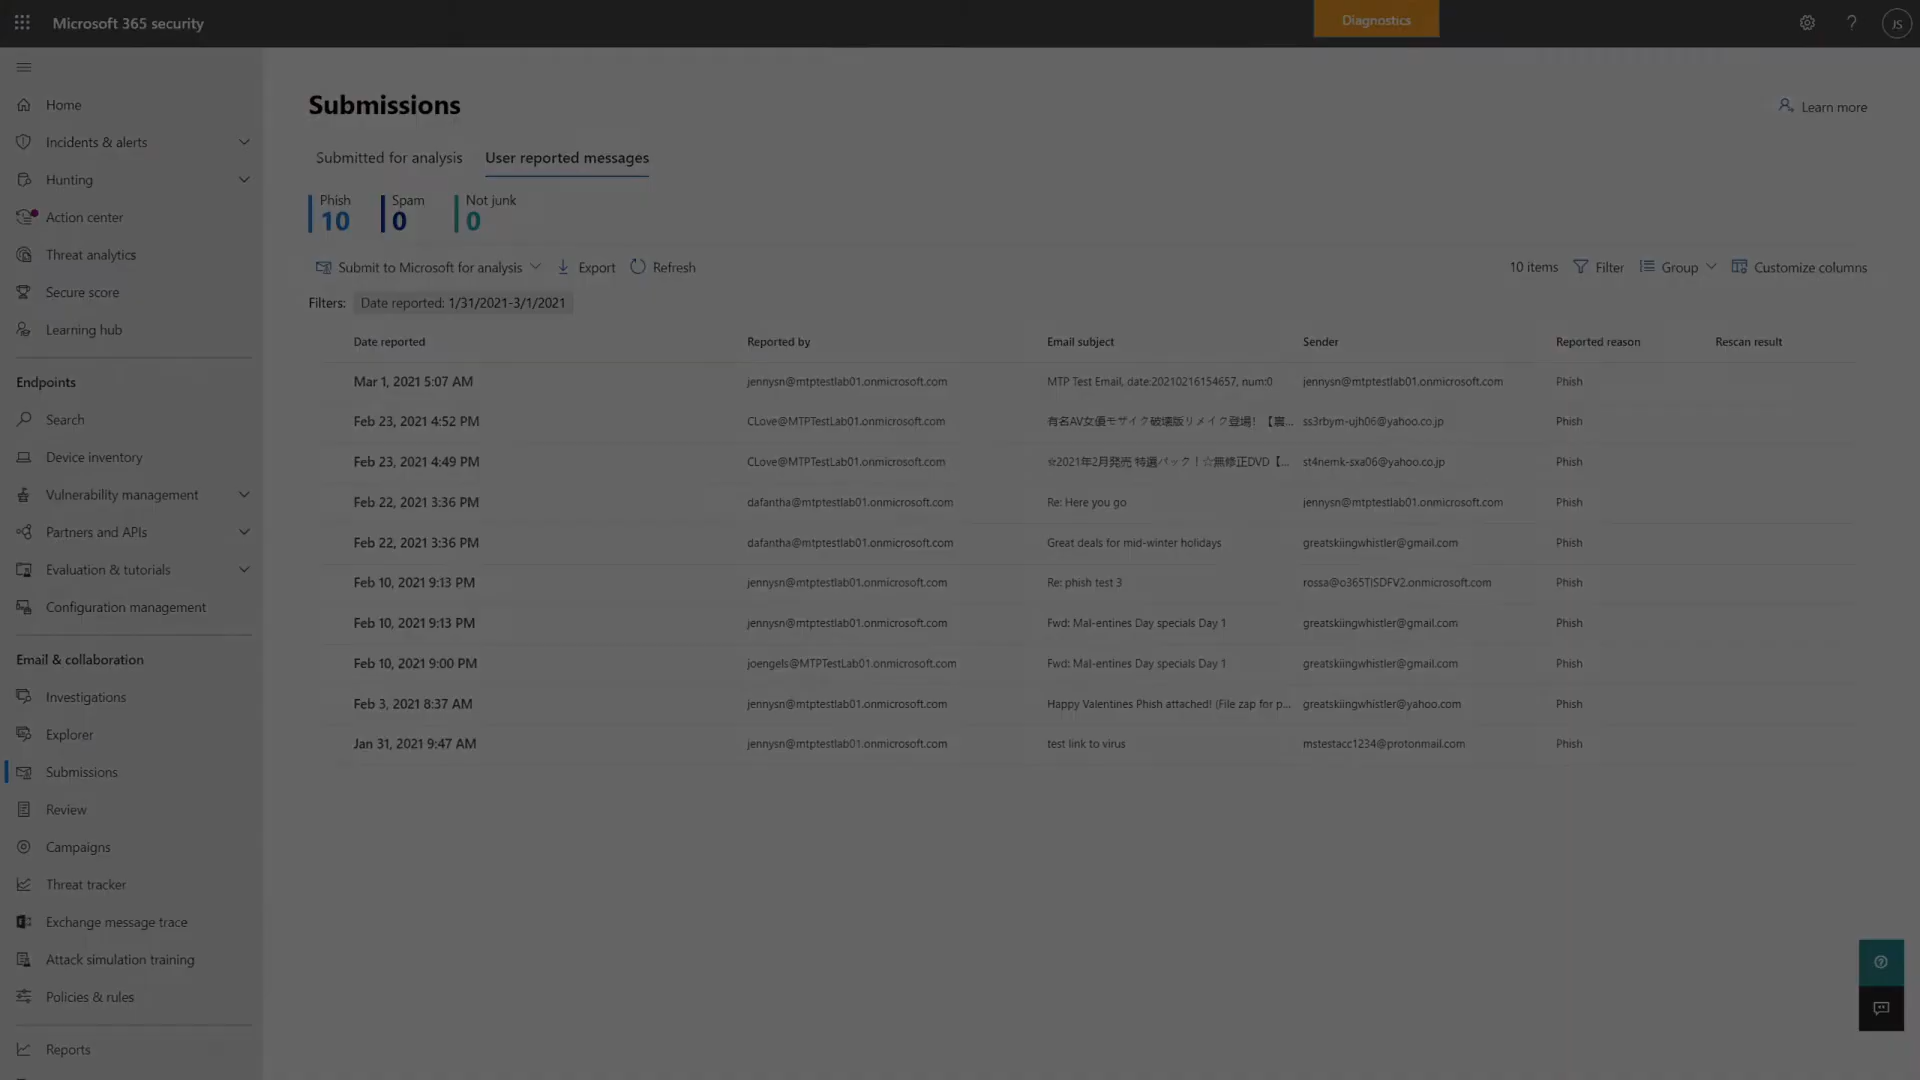 Microsoft 365 security
Diagnostics
JS
Home
Incidents & alerts
Hunting
Action center
Threat analytics
Secure score
Learning hub
Endpoints
Search
Device inventory
Vulnerability management
Partners and APIs
Evaluation & tutorials
Configuration management
Email & collaboration
Investigations
Explorer
Submissions
Review
Campaigns
Threat tracker
Exchange message trace
Attack simulation training
Policies & rules
Reports
Submissions
Learn more
Submitted for analysis User reported messages
Phish Spam Not junk
10 0 0
Submit to Microsoft for analysis Export Refresh 10 items Filter Group Customize columns
Filters: Date reported: 1/31/2021-3/1/2021
Date reported Reported by Email subject Sender Reported reason Rescan result
Mar 1, 2021 5:07 AM jennysn@mtptestlab01.onmicrosoft.com MTP Test Email, date:20210216154657, num:0 jennysn@mtptestlab01.onmicrosoft.com Phish
Feb 23, 2021 4:52 PM CLove@MTPTestLab01.onmicrosoft.com 有名AV女優モザイク破壊版リメイク登場! 【裏... ss3rbym-ujh06@yahoo.co.jp Phish
Feb 23, 2021 4:49 PM CLove@MTPTestLab01.onmicrosoft.com ☆2021年2月発売 特選パック！☆無修正DVD【... st4nemk-sxa06@yahoo.co.jp Phish
Feb 22, 2021 3:36 PM dafantha@mtptestlab01.onmicrosoft.com Re: Here you go jennysn@mtptestlab01.onmicrosoft.com Phish
Feb 22, 2021 3:36 PM dafantha@mtptestlab01.onmicrosoft.com Great deals for mid-winter holidays greatskiingwhistler@gmail.com Phish
Feb 10, 2021 9:13 PM jennysn@mtptestlab01.onmicrosoft.com Re: phish test 3 rossa@o365TISDFV2.onmicrosoft.com Phish
Feb 10, 2021 9:13 PM jennysn@mtptestlab01.onmicrosoft.com Fwd: Mal-entines Day specials Day 1 greatskiingwhistler@gmail.com Phish
Feb 10, 2021 9:00 PM joengels@MTPTestLab01.onmicrosoft.com Fwd: Mal-entines Day specials Day 1 greatskiingwhistler@gmail.com Phish
Feb 3, 2021 8:37 AM jennysn@mtptestlab01.onmicrosoft.com Happy Valentines Phish attached! (File zap for p... greatskiingwhistler@yahoo.com Phish
Jan 31, 2021 9:47 AM jennysn@mtptestlab01.onmicrosoft.com test link to virus mstestacc1234@protonmail.com Phish